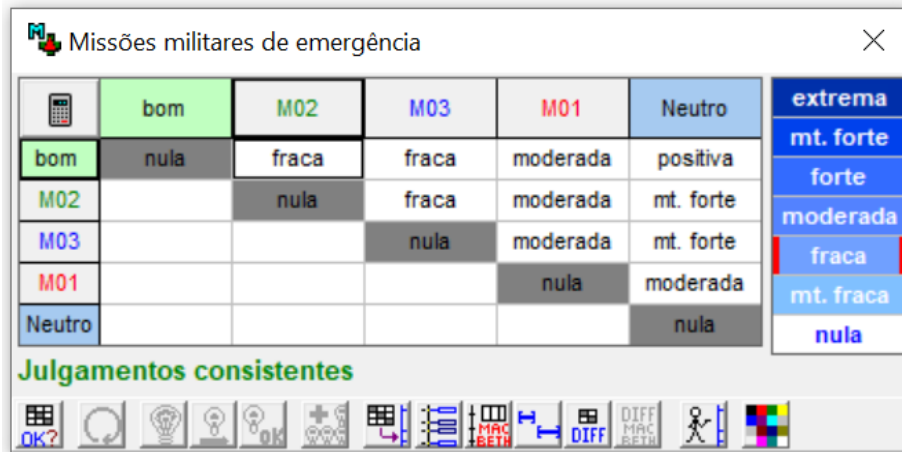 Missões militares de emergência
bom M02 M03 M01 Neutro
bom nula fraca fraca moderada positiva
M02 nula fraca moderada mt. forte
M03 nula moderada mt. forte
M01 nula moderada
Neutro nula
extrema
mt. forte
forte
moderada
fraca
mt. fraca
nula
Julgamentos consistentes
OK? OK MAC BETH DIFF DIFF MAC BETH